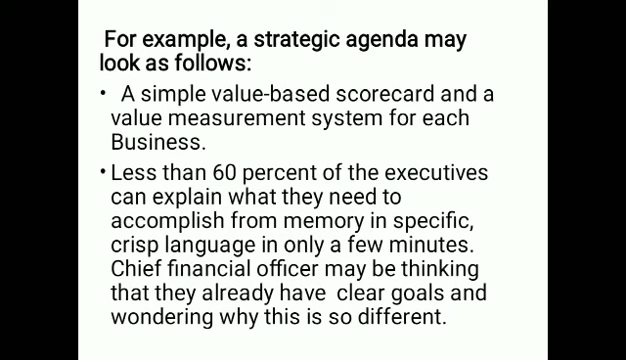 For example, a strategic agenda may
look as follows:
• A simple value-based scorecard and a
value measurement system for each
Business.
• Less than 60 percent of the executives
can explain what they need to
accomplish from memory in specific,
crisp language in only a few minutes.
Chief financial officer may be thinking
that they already have clear goals and
wondering why this is so different.